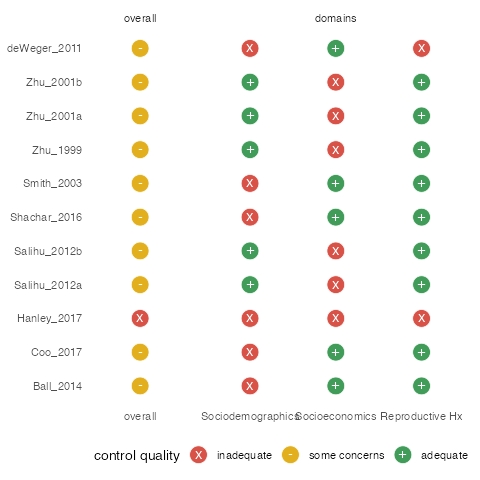 overall domains
deWeger_2011 - X + X
Zhu_2001b - + X +
Zhu_2001a - + X +
Zhu_1999 - + X +
Smith_2003 - X + +
Shachar_2016 - X + +
Salihu_2012b - + X +
Salihu_2012a - + X +
Hanley_2017 X X X X
Coo_2017 - X + +
Ball_2014 - X + +
overall Sociodemographics Socioeconomics Reproductive Hx
control quality X inadequate - some concerns + adequate